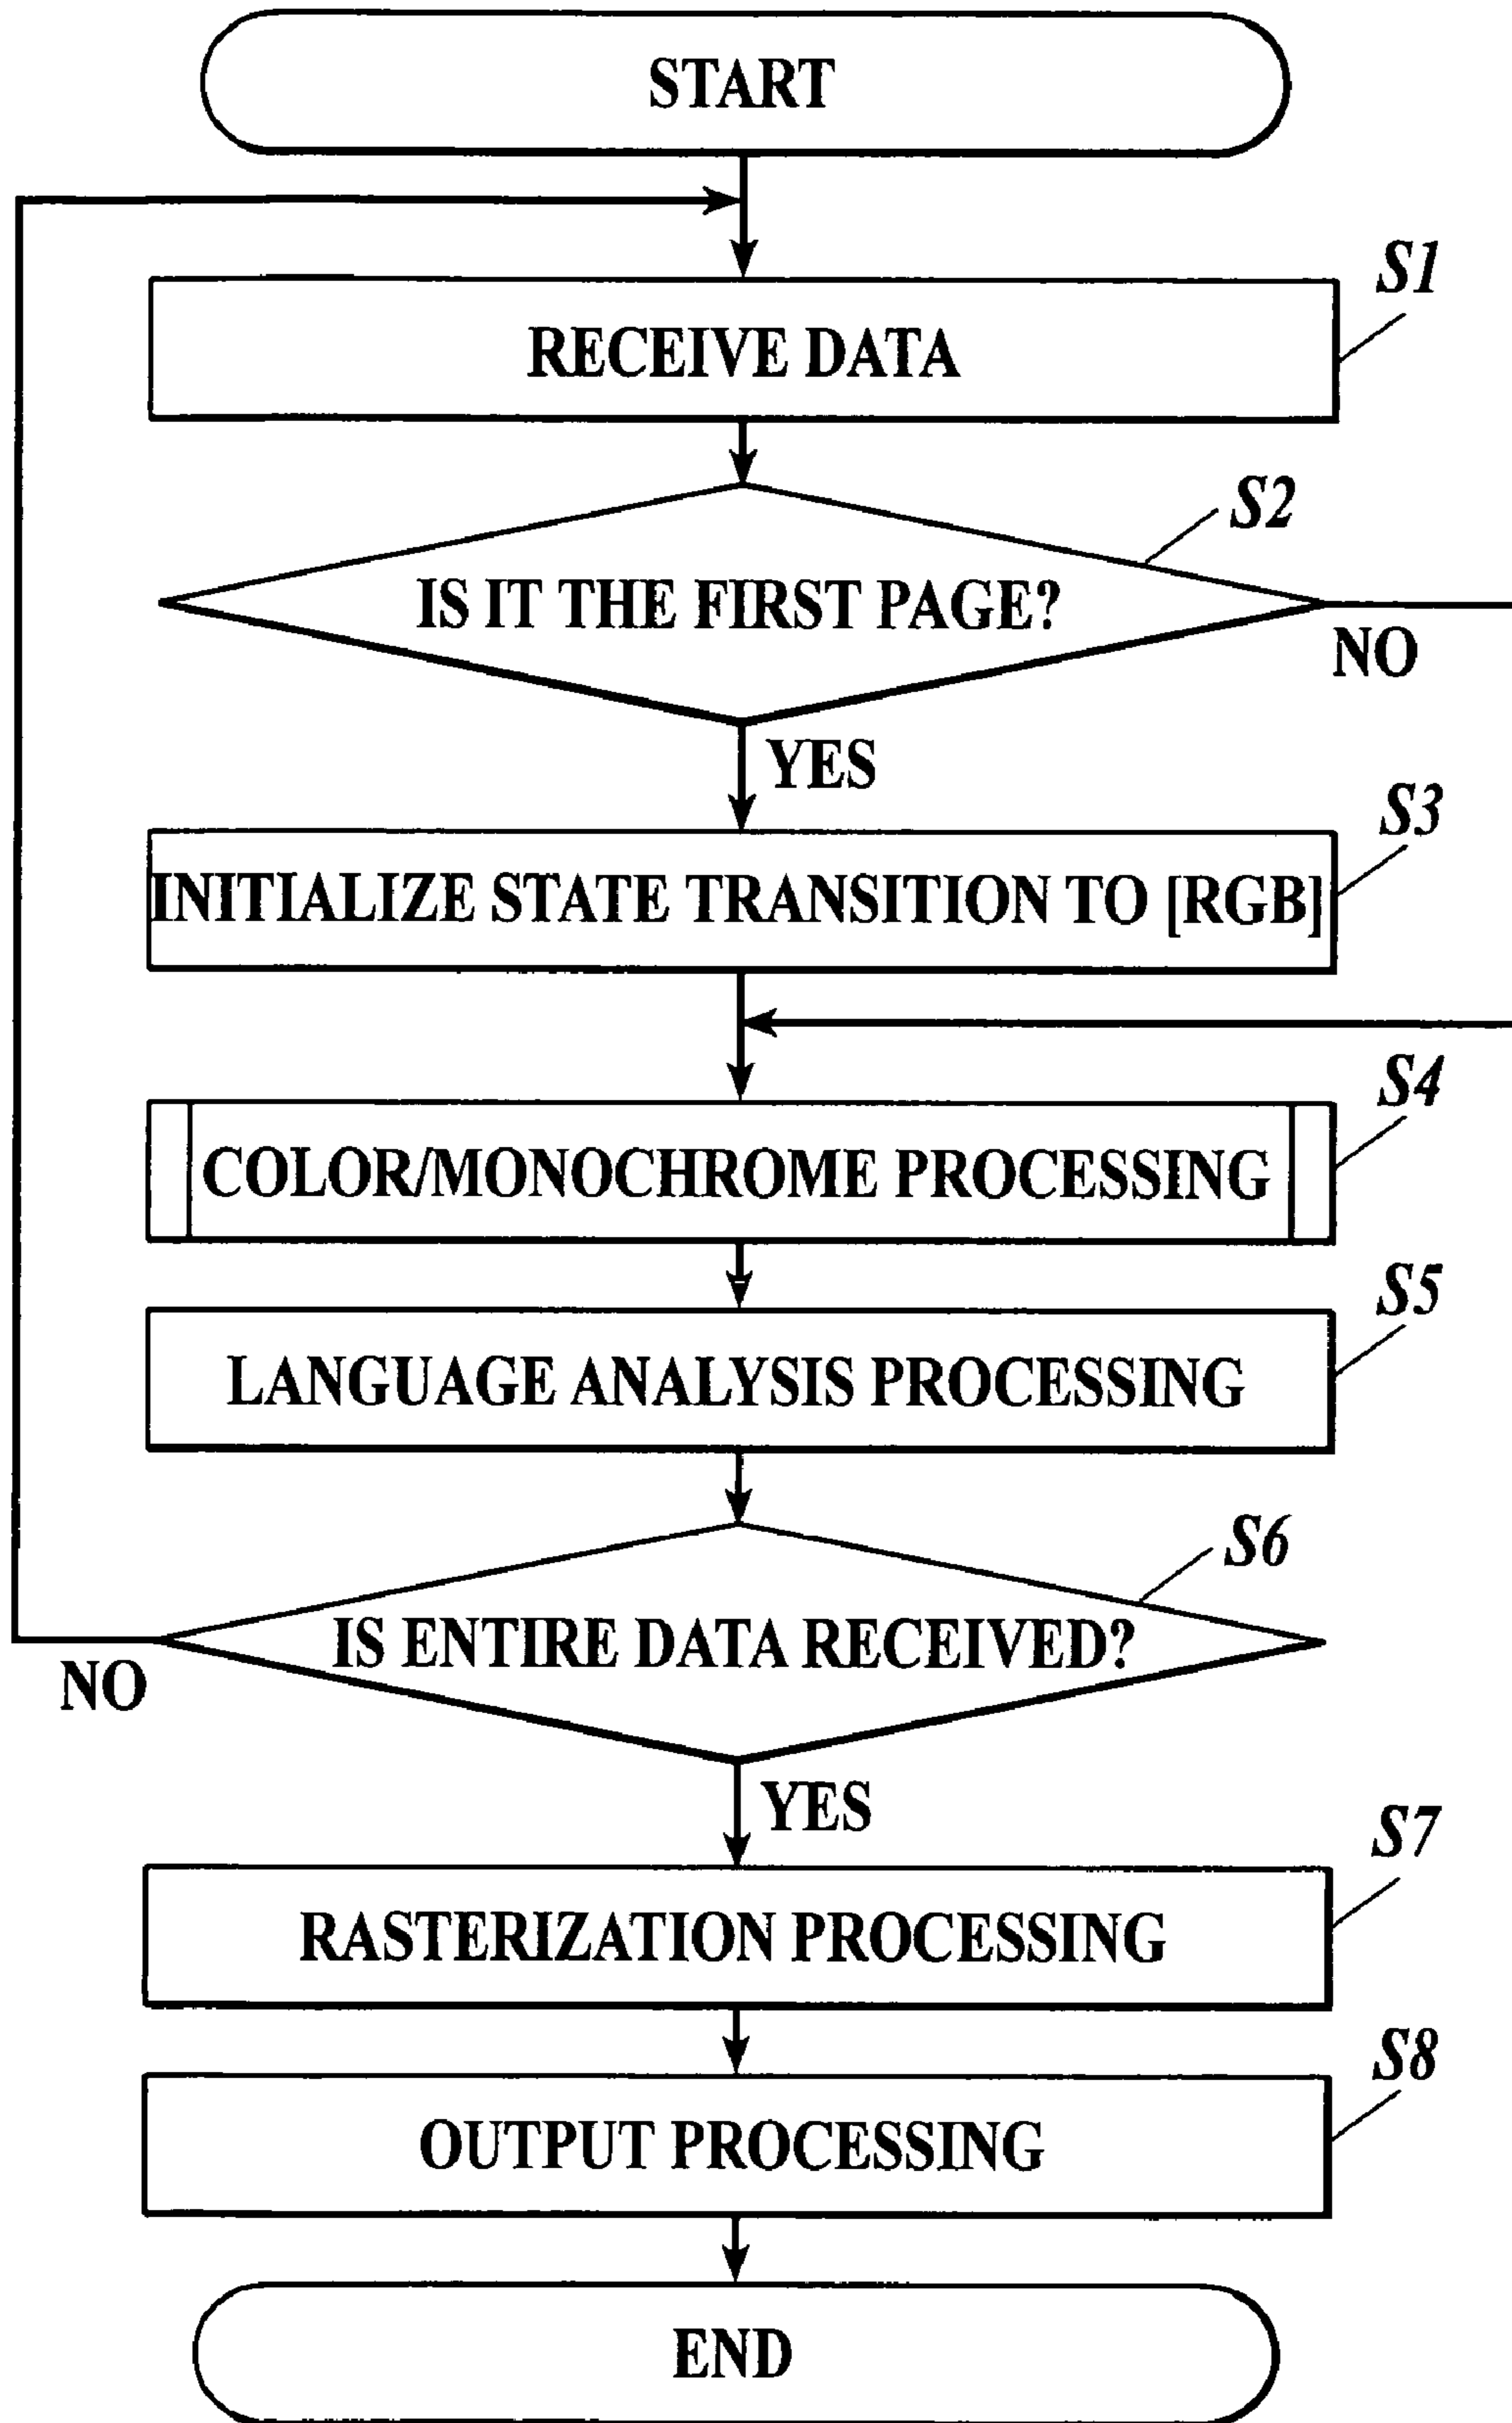 START
S1
RECEIVE DATA
S2
IS IT THE FIRST PAGE?
NO
YES
S3
INITIALIZE STATE TRANSITION TO [RGB]
S4
COLOR/MONOCHROME PROCESSING
S5
LANGUAGE ANALYSIS PROCESSING
S6
IS ENTIRE DATA RECEIVED?
NO
YES
S7
RASTERIZATION PROCESSING
S8
OUTPUT PROCESSING
END